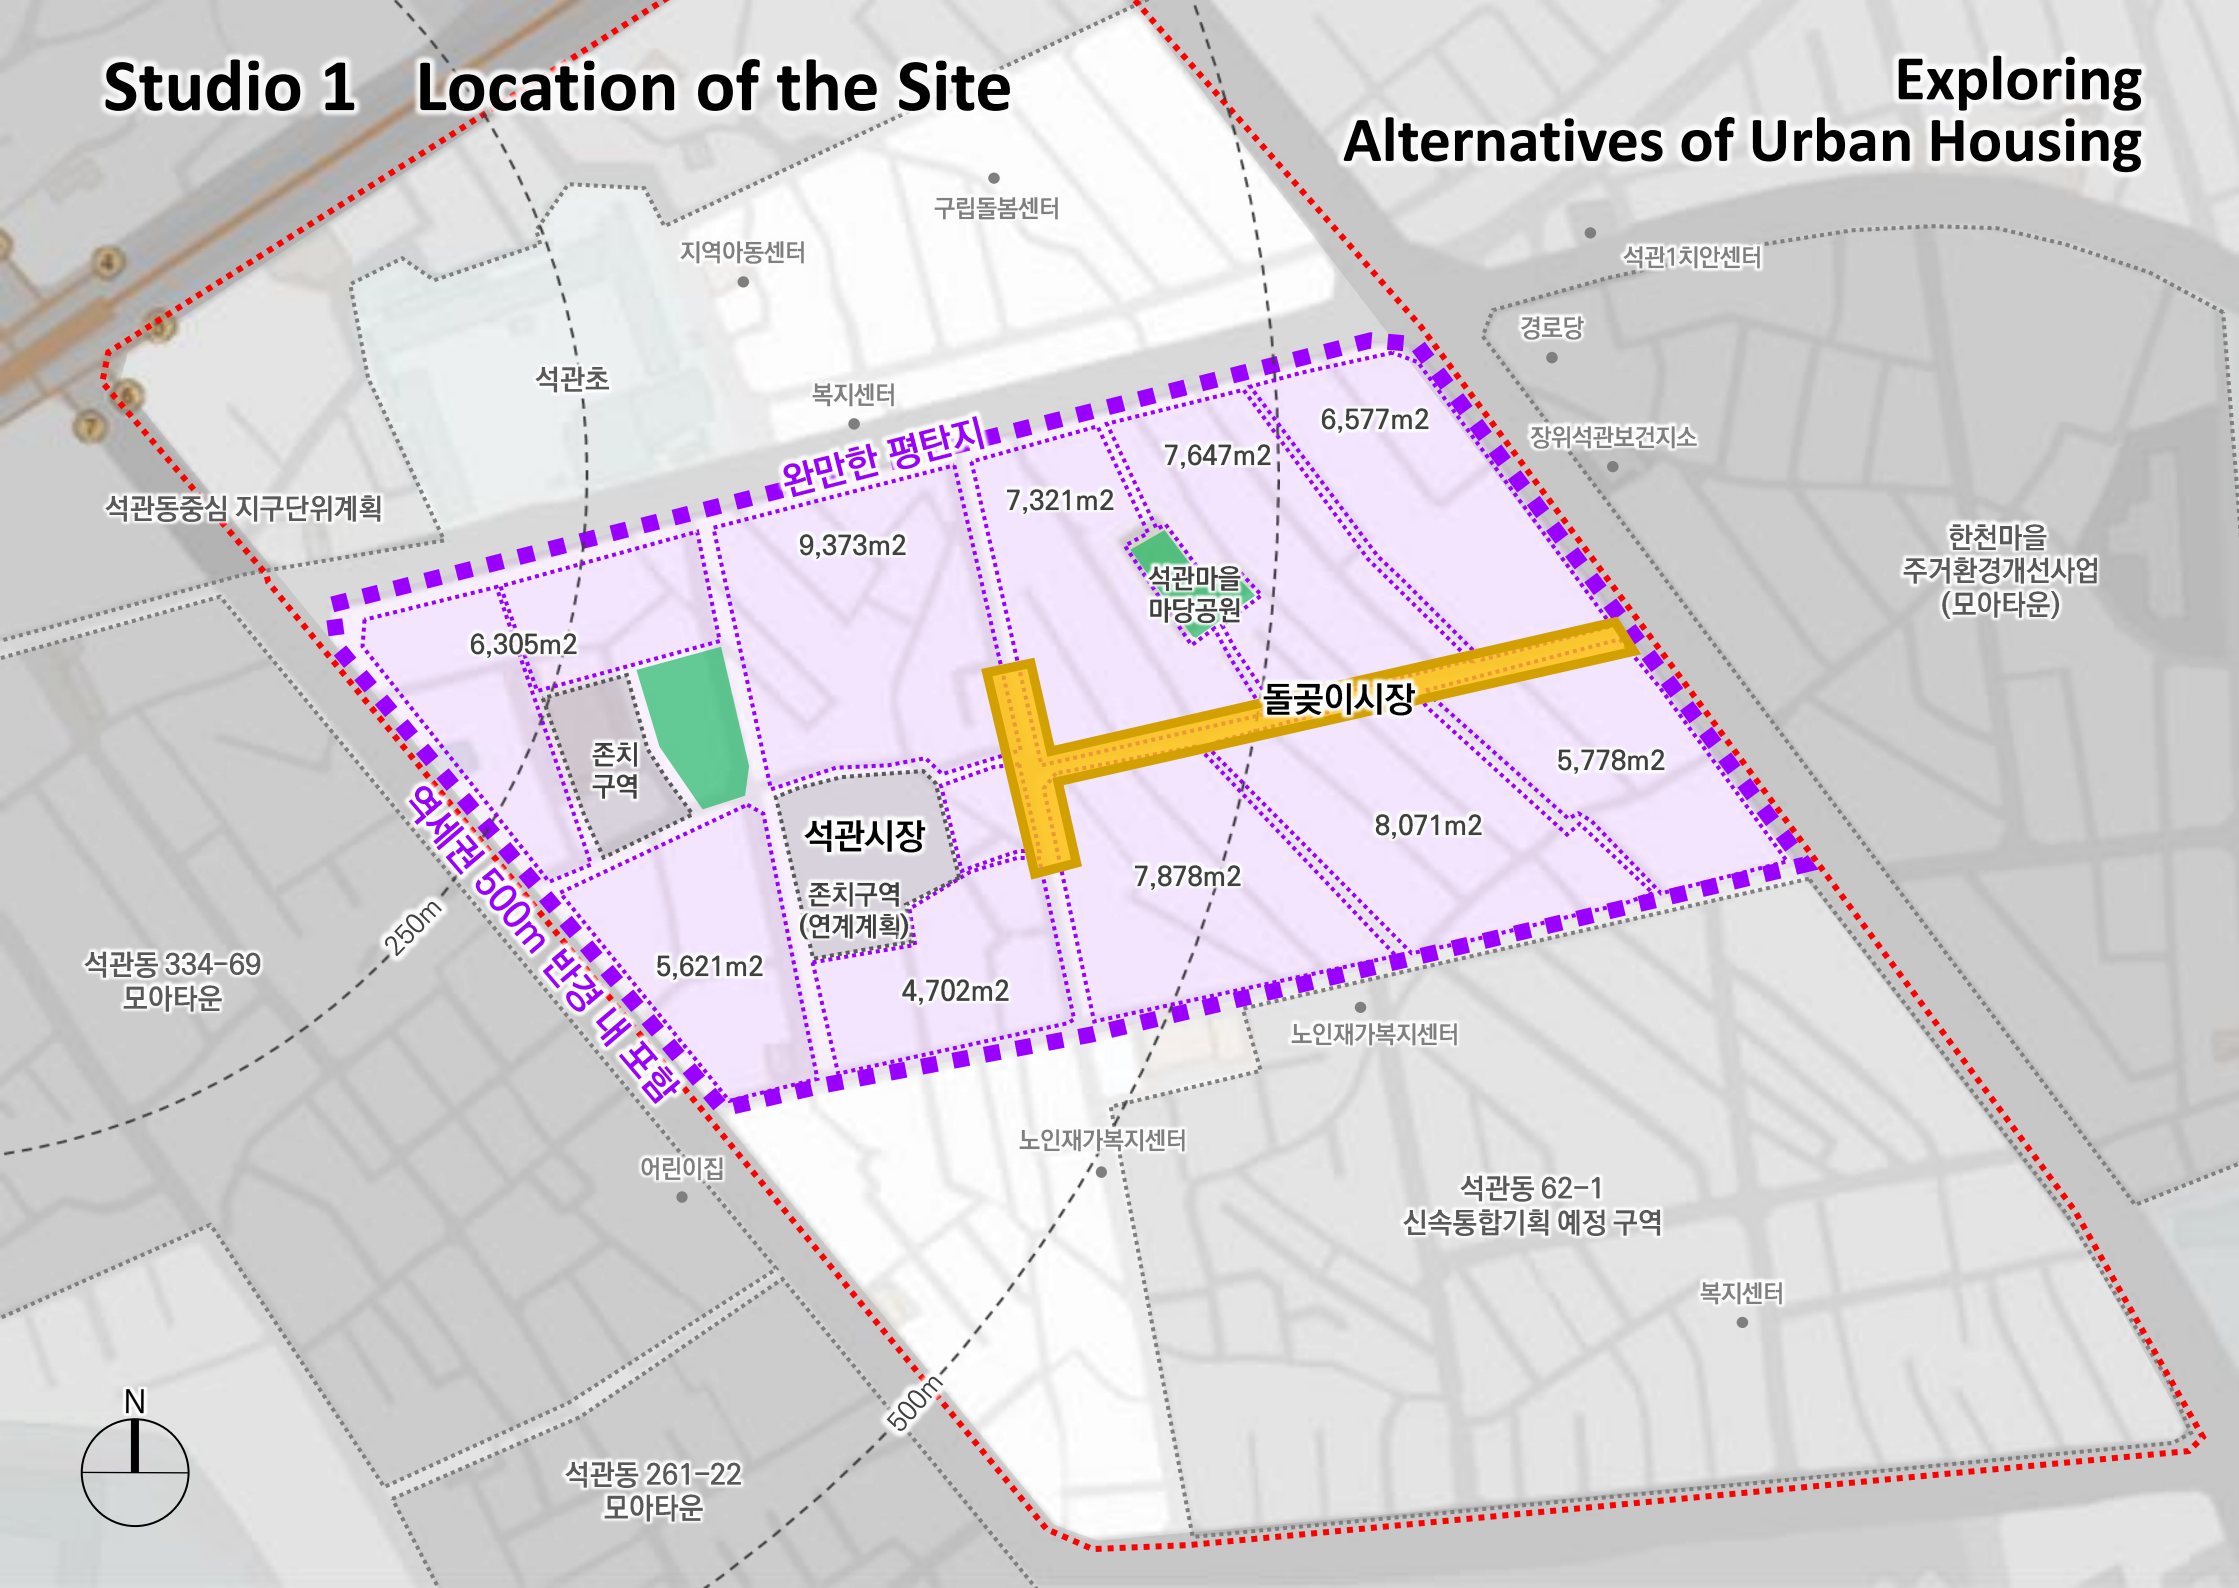 Studio 1 Location of the Site
Exploring
Alternatives of Urban Housing
구립돌봄센터
지역아동센터
석관1치안센터
4
5
6
7
경로당
석관초
복지센터
장위석관보건지소
완만한 평탄지
6,577m2
7,647m2
7,321m2
9,373m2
석관동중심 지구단위계획
한천마을
주거환경개선사업
(모아타운)
석관마을
마당공원
6,305m2
돌곶이시장
존치
구역
5,778m2
석관시장
8,071m2
7,878m2
존치구역
(연계계획)
역세권 500m 반경 내 포함
250m
5,621m2
4,702m2
석관동 334-69
모아타운
노인재가복지센터
노인재가복지센터
어린이집
석관동 62-1
신속통합기획 예정 구역
복지센터
500m
N
석관동 261-22
모아타운